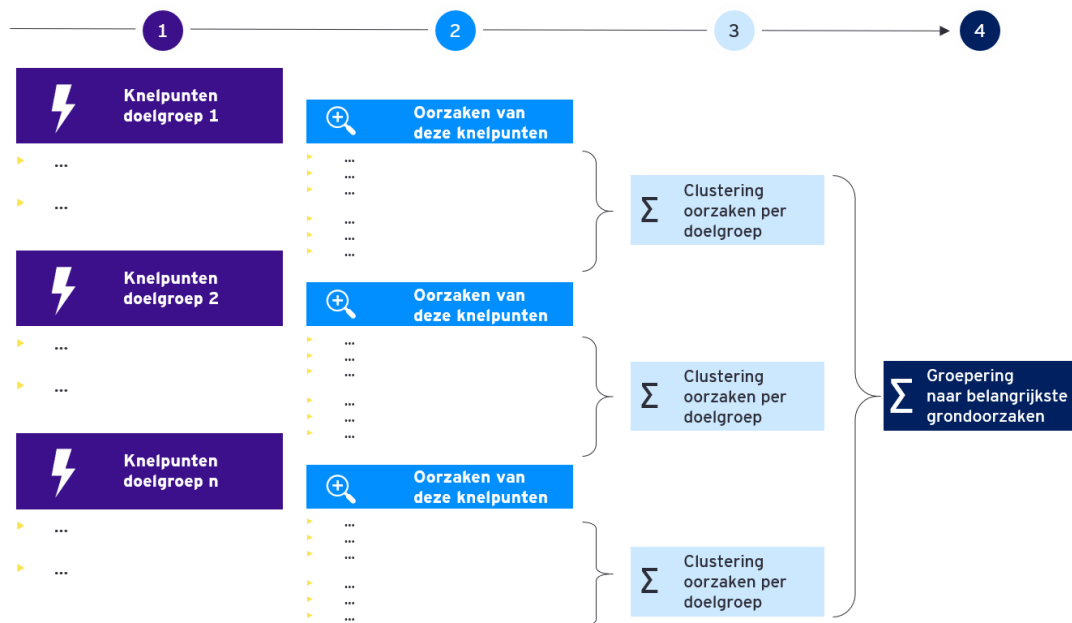 1
2
3
4
Knelpunten
doelgroep 1
...
...
Oorzaken van
deze knelpunten
...
...
...
...
...
...
Σ
Clustering
oorzaken per
doelgroep
Knelpunten
doelgroep 2
...
...
Oorzaken van
deze knelpunten
...
...
...
...
...
...
Σ
Clustering
oorzaken per
doelgroep
Knelpunten
doelgroep n
...
...
Oorzaken van
deze knelpunten
...
...
...
...
...
...
Σ
Clustering
oorzaken per
doelgroep
Σ
Groepering
naar belangrijkste
grondoorzaken